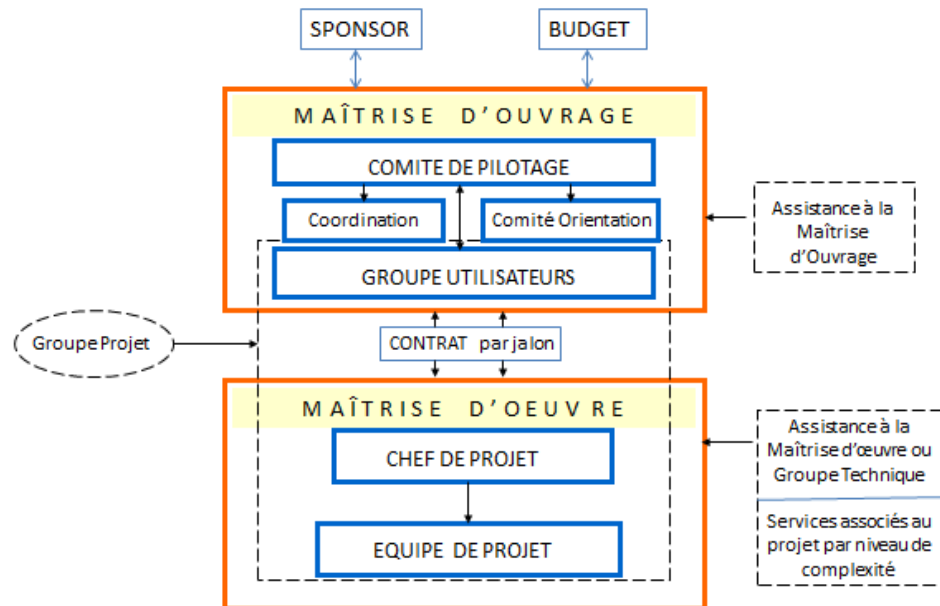 SPONSOR
BUDGET
MAÎTRISE D'OUVRAGE
COMITE DE PILOTAGE
Coordination
Comité Orientation
GROUPE UTILISATEURS
Assistance à la
Maîtrise
d'Ouvrage
Groupe Projet
CONTRAT par jalon
MAÎTRISE D'OEUVRE
CHEF DE PROJET
EQUIPE DE PROJET
Assistance à la
Maîtrise d'œuvre ou
Groupe Technique
Services associés au
projet par niveau de
complexité